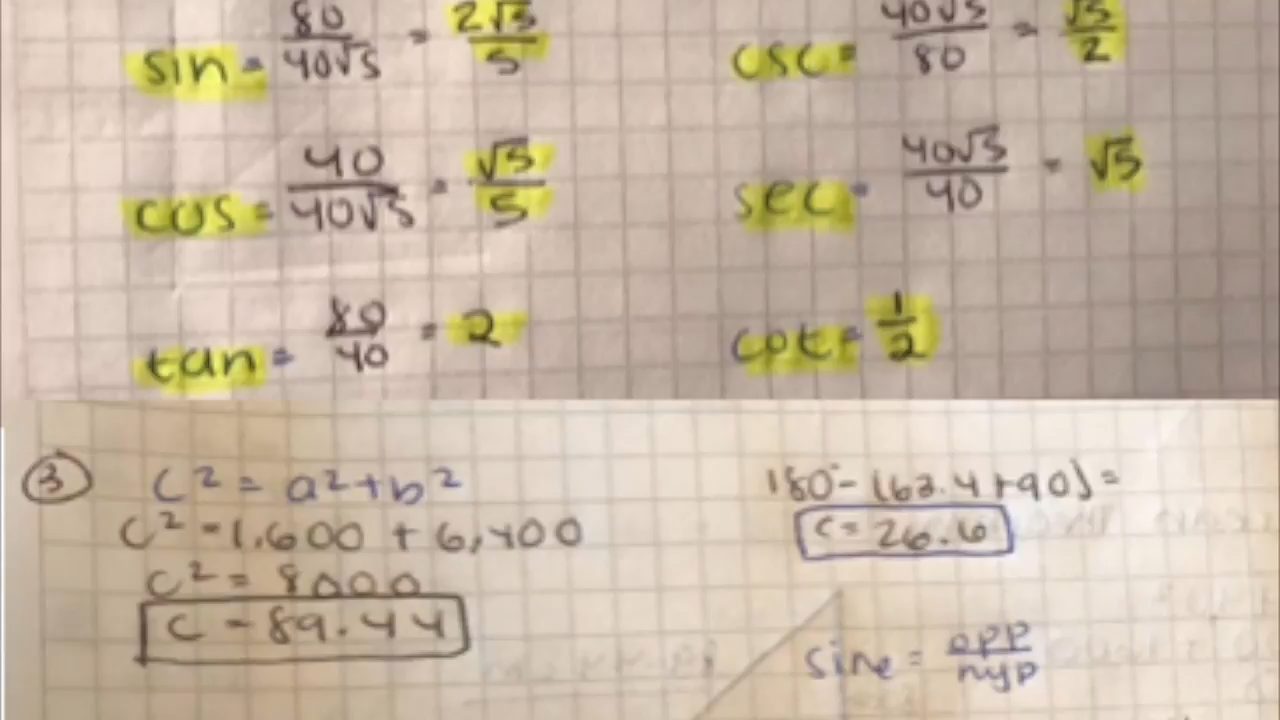 sin = 80/40√5 = 2√5/5
csc = 40√5/80 = √5/2
cos = 40/40√5 = √5/5
sec = 40√5/40 = √5
tan = 80/40 = 2
cot = 1/2
③ c² = a²+b²
c² = 1,600 + 6,400
c² = 8000
c = 89.44
180 - (63.4+90) =
c = 26.6
sine = opp/hyp